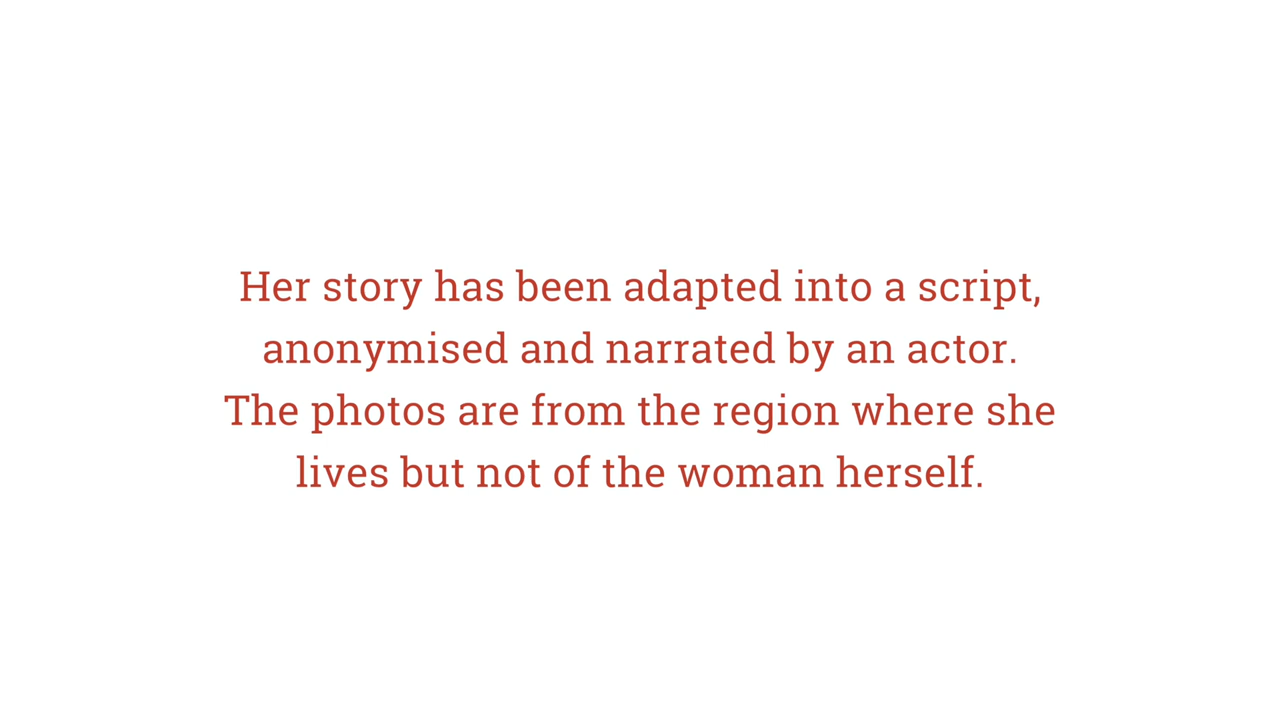 Her story has been adapted into a script,
anonymised and narrated by an actor.
The photos are from the region where she
lives but not of the woman herself.